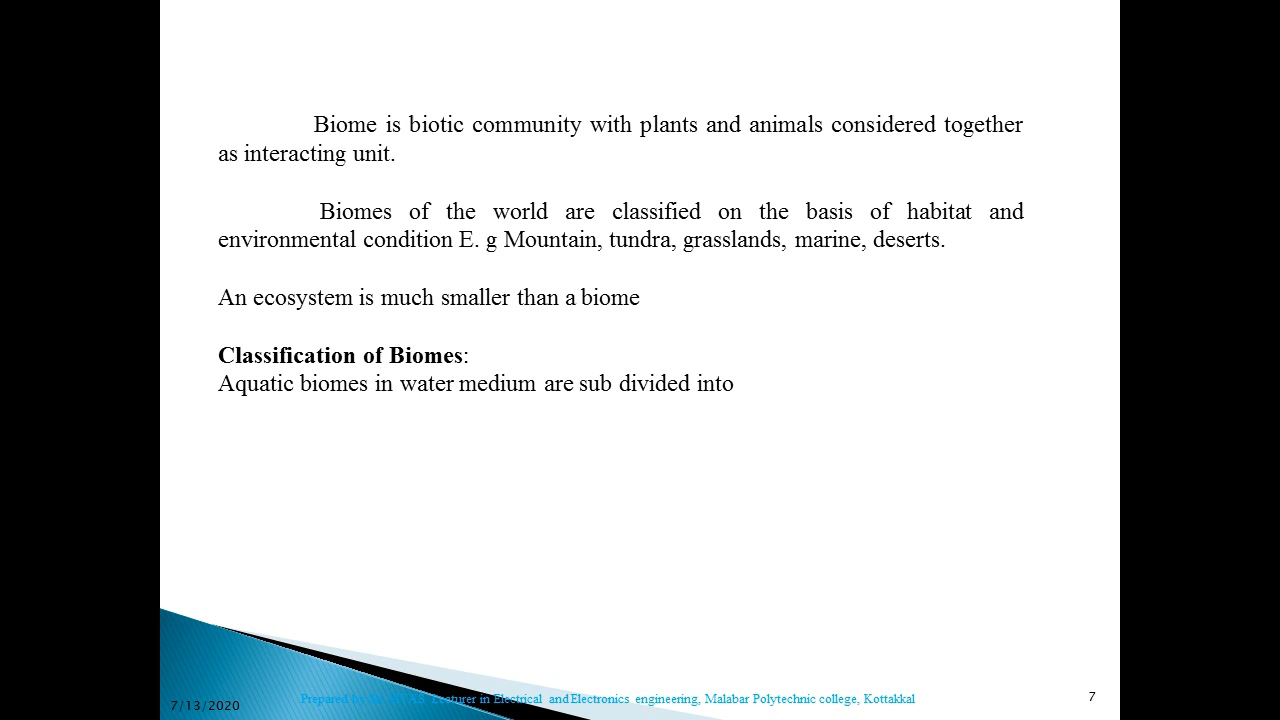 Biome is biotic community with plants and animals considered together
as interacting unit.
Biomes of the world are classified on the basis of habitat and
environmental condition E. g Mountain, tundra, grasslands, marine, deserts.
An ecosystem is much smaller than a biome
Classification of Biomes:
Aquatic biomes in water medium are sub divided into
7/13/2020
Prepared by Lecturer in Electrical and Electronics engineering, Malabar Polytechnic college, Kottakkal
7